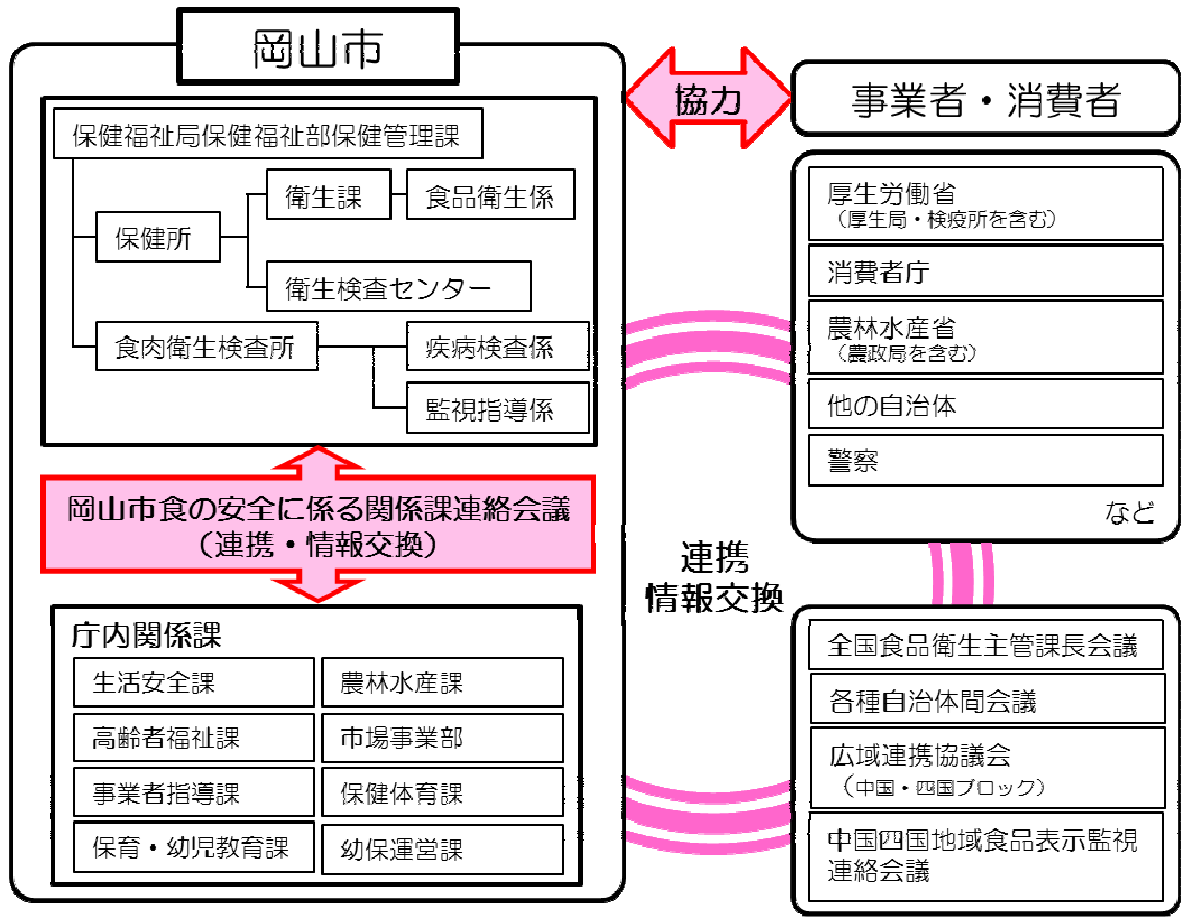 岡山市
保健福祉局保健福祉部保健管理課
衛生課
食品衛生係
保健所
衛生検査センター
食肉衛生検査所
疾病検査係
監視指導係
岡山市食の安全に係る関係課連絡会議
（連携・情報交換）
庁内関係課
生活安全課
農林水産課
高齢者福祉課
市場事業部
事業者指導課
保健体育課
保育・幼児教育課
幼保運営課
協力
事業者・消費者
厚生労働省
（厚生局・検疫所を含む）
消費者庁
農林水産省
（農政局を含む）
他の自治体
警察
など
連携
情報交換
全国食品衛生主管課長会議
各種自治体間会議
広域連携協議会
（中国・四国ブロック）
中国四国地域食品表示監視
連絡会議